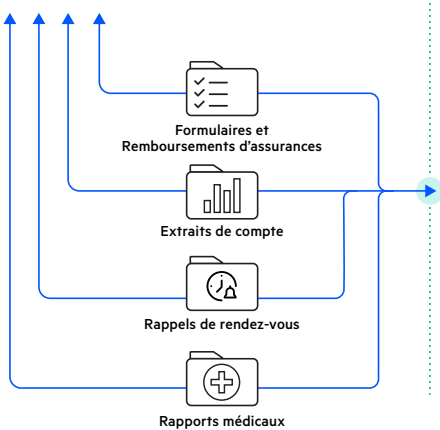 Formulaires et
Remboursements d’assurances
Extraits de compte
Rappels de rendez-vous
Rapports médicaux